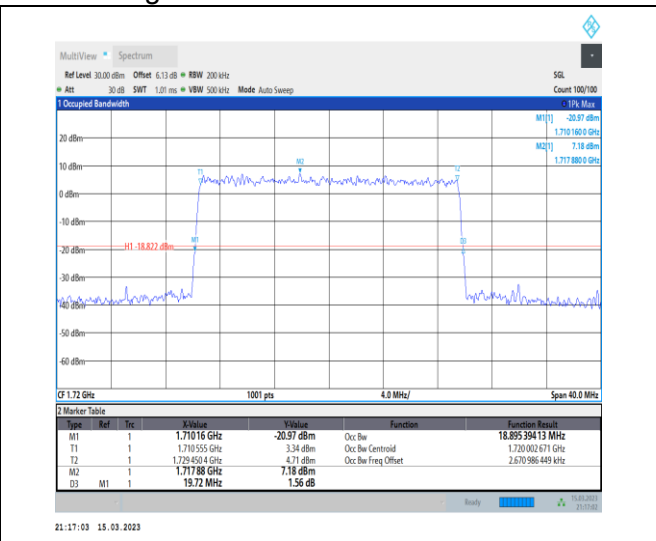 MultiView Spectrum
Ref Level 30.00 dBm Offset 6.13 dB RBW 200 kHz SGL
Att 30 dB SWT 1.01 ms VBW 500 kHz Mode Auto Sweep Count 100/100
1 Occupied Bandwidth 1Pk Max
M1[1] -20.97 dBm
1.710 160 0 GHz
M2[1] 7.18 dBm
1.717 880 0 GHz
20 dBm
10 dBm
T1 M2 T2
0 dBm
-10 dBm
M1 D3
H1 -18.822 dBm
-20 dBm
-30 dBm
-40 dBm
-50 dBm
-60 dBm
CF 1.72 GHz 1001 pts 4.0 MHz/ Span 40.0 MHz
2 Marker Table
Type Ref Trc X-Value Y-Value Function Function Result
M1 1 1.71016 GHz -20.97 dBm Occ Bw 18.895 394 13 MHz
T1 1 1.710 555 GHz 3.34 dBm Occ Bw Centroid 1.720 002 671 GHz
T2 1 1.729 450 4 GHz 4.71 dBm Occ Bw Freq Offset 2.670 986 449 kHz
M2 1 1.717 88 GHz 7.18 dBm
D3 M1 1 19.72 MHz 1.56 dB
Ready 15.03.2023
21:17:02
21:17:03 15.03.2023